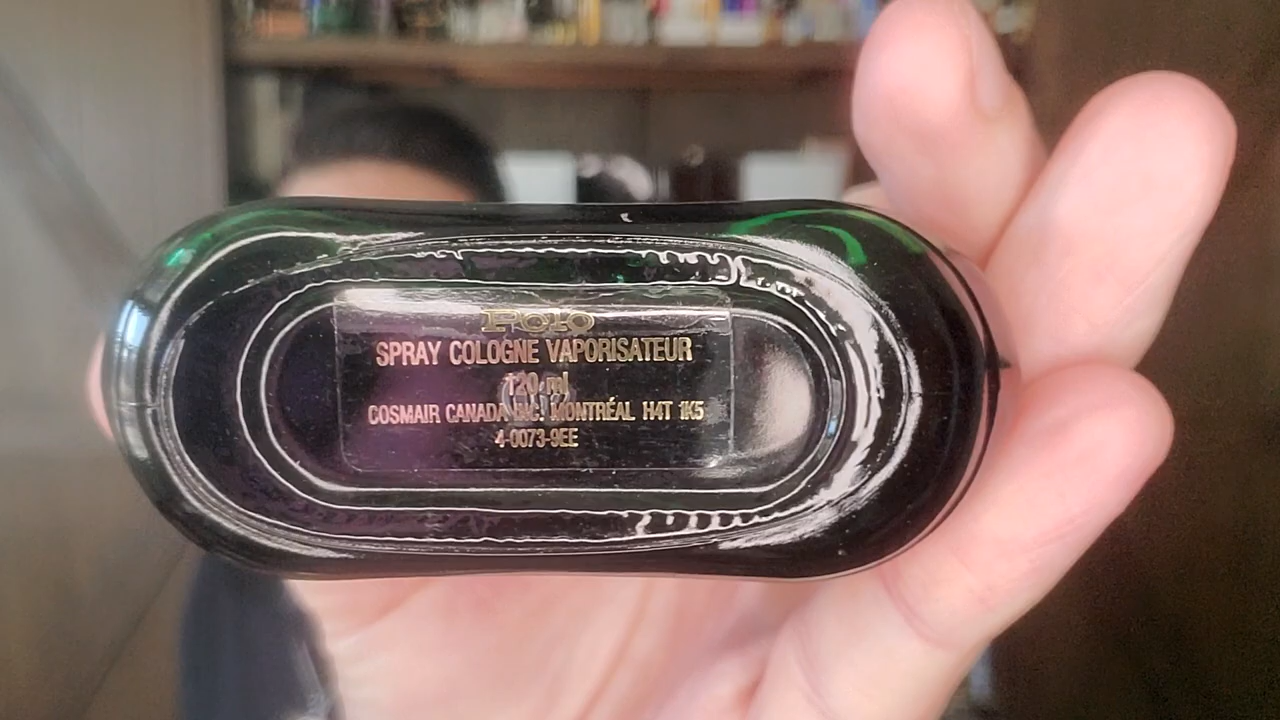 Polo
SPRAY COLOGNE VAPORISATEUR
120 ml
COSMAIR CANADA INC. MONTRÉAL H4T 1K5
4-0073-9EE